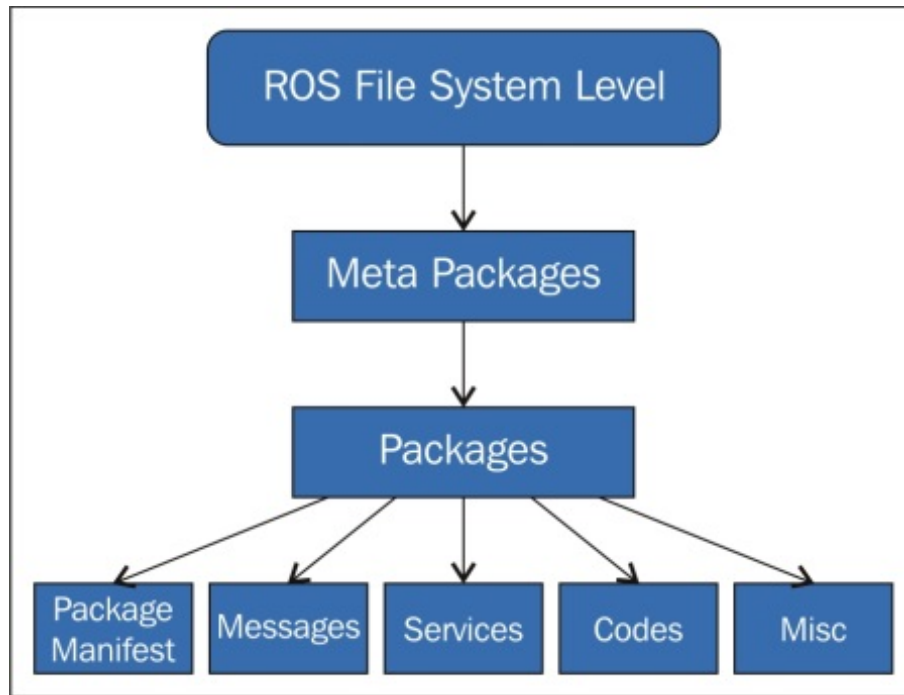 ROS File System Level
Meta Packages
Packages
Package
Manifest
Messages
Services
Codes
Misc